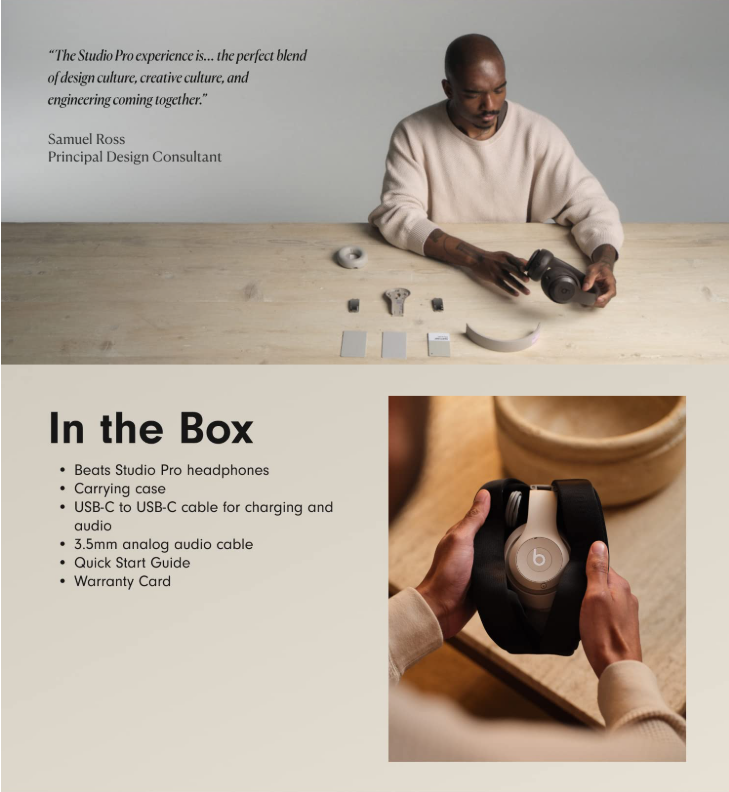 “The Studio Pro experience is... the perfect blend
of design culture, creative culture, and
engineering coming together.”
Samuel Ross
Principal Design Consultant
In the Box
• Beats Studio Pro headphones
• Carrying case
• USB-C to USB-C cable for charging and
audio
• 3.5mm analog audio cable
• Quick Start Guide
• Warranty Card
b